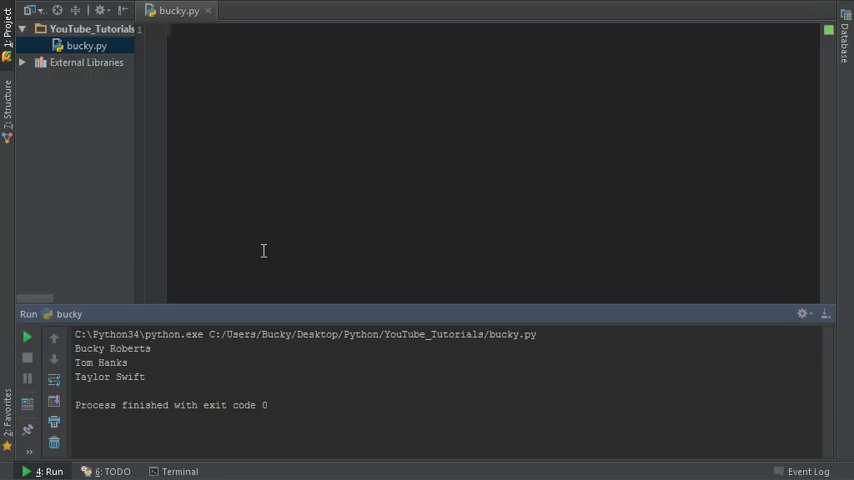 1: Project
7: Structure
2: Favorites
bucky.py
YouTube_Tutorials
bucky.py
External Libraries
1
Database
Run bucky
C:\Python34\python.exe C:/Users/Bucky/Desktop/Python/YouTube_Tutorials/bucky.py
Bucky Roberts
Tom Hanks
Taylor Swift
Process finished with exit code 0
4: Run 6: TODO Terminal Event Log